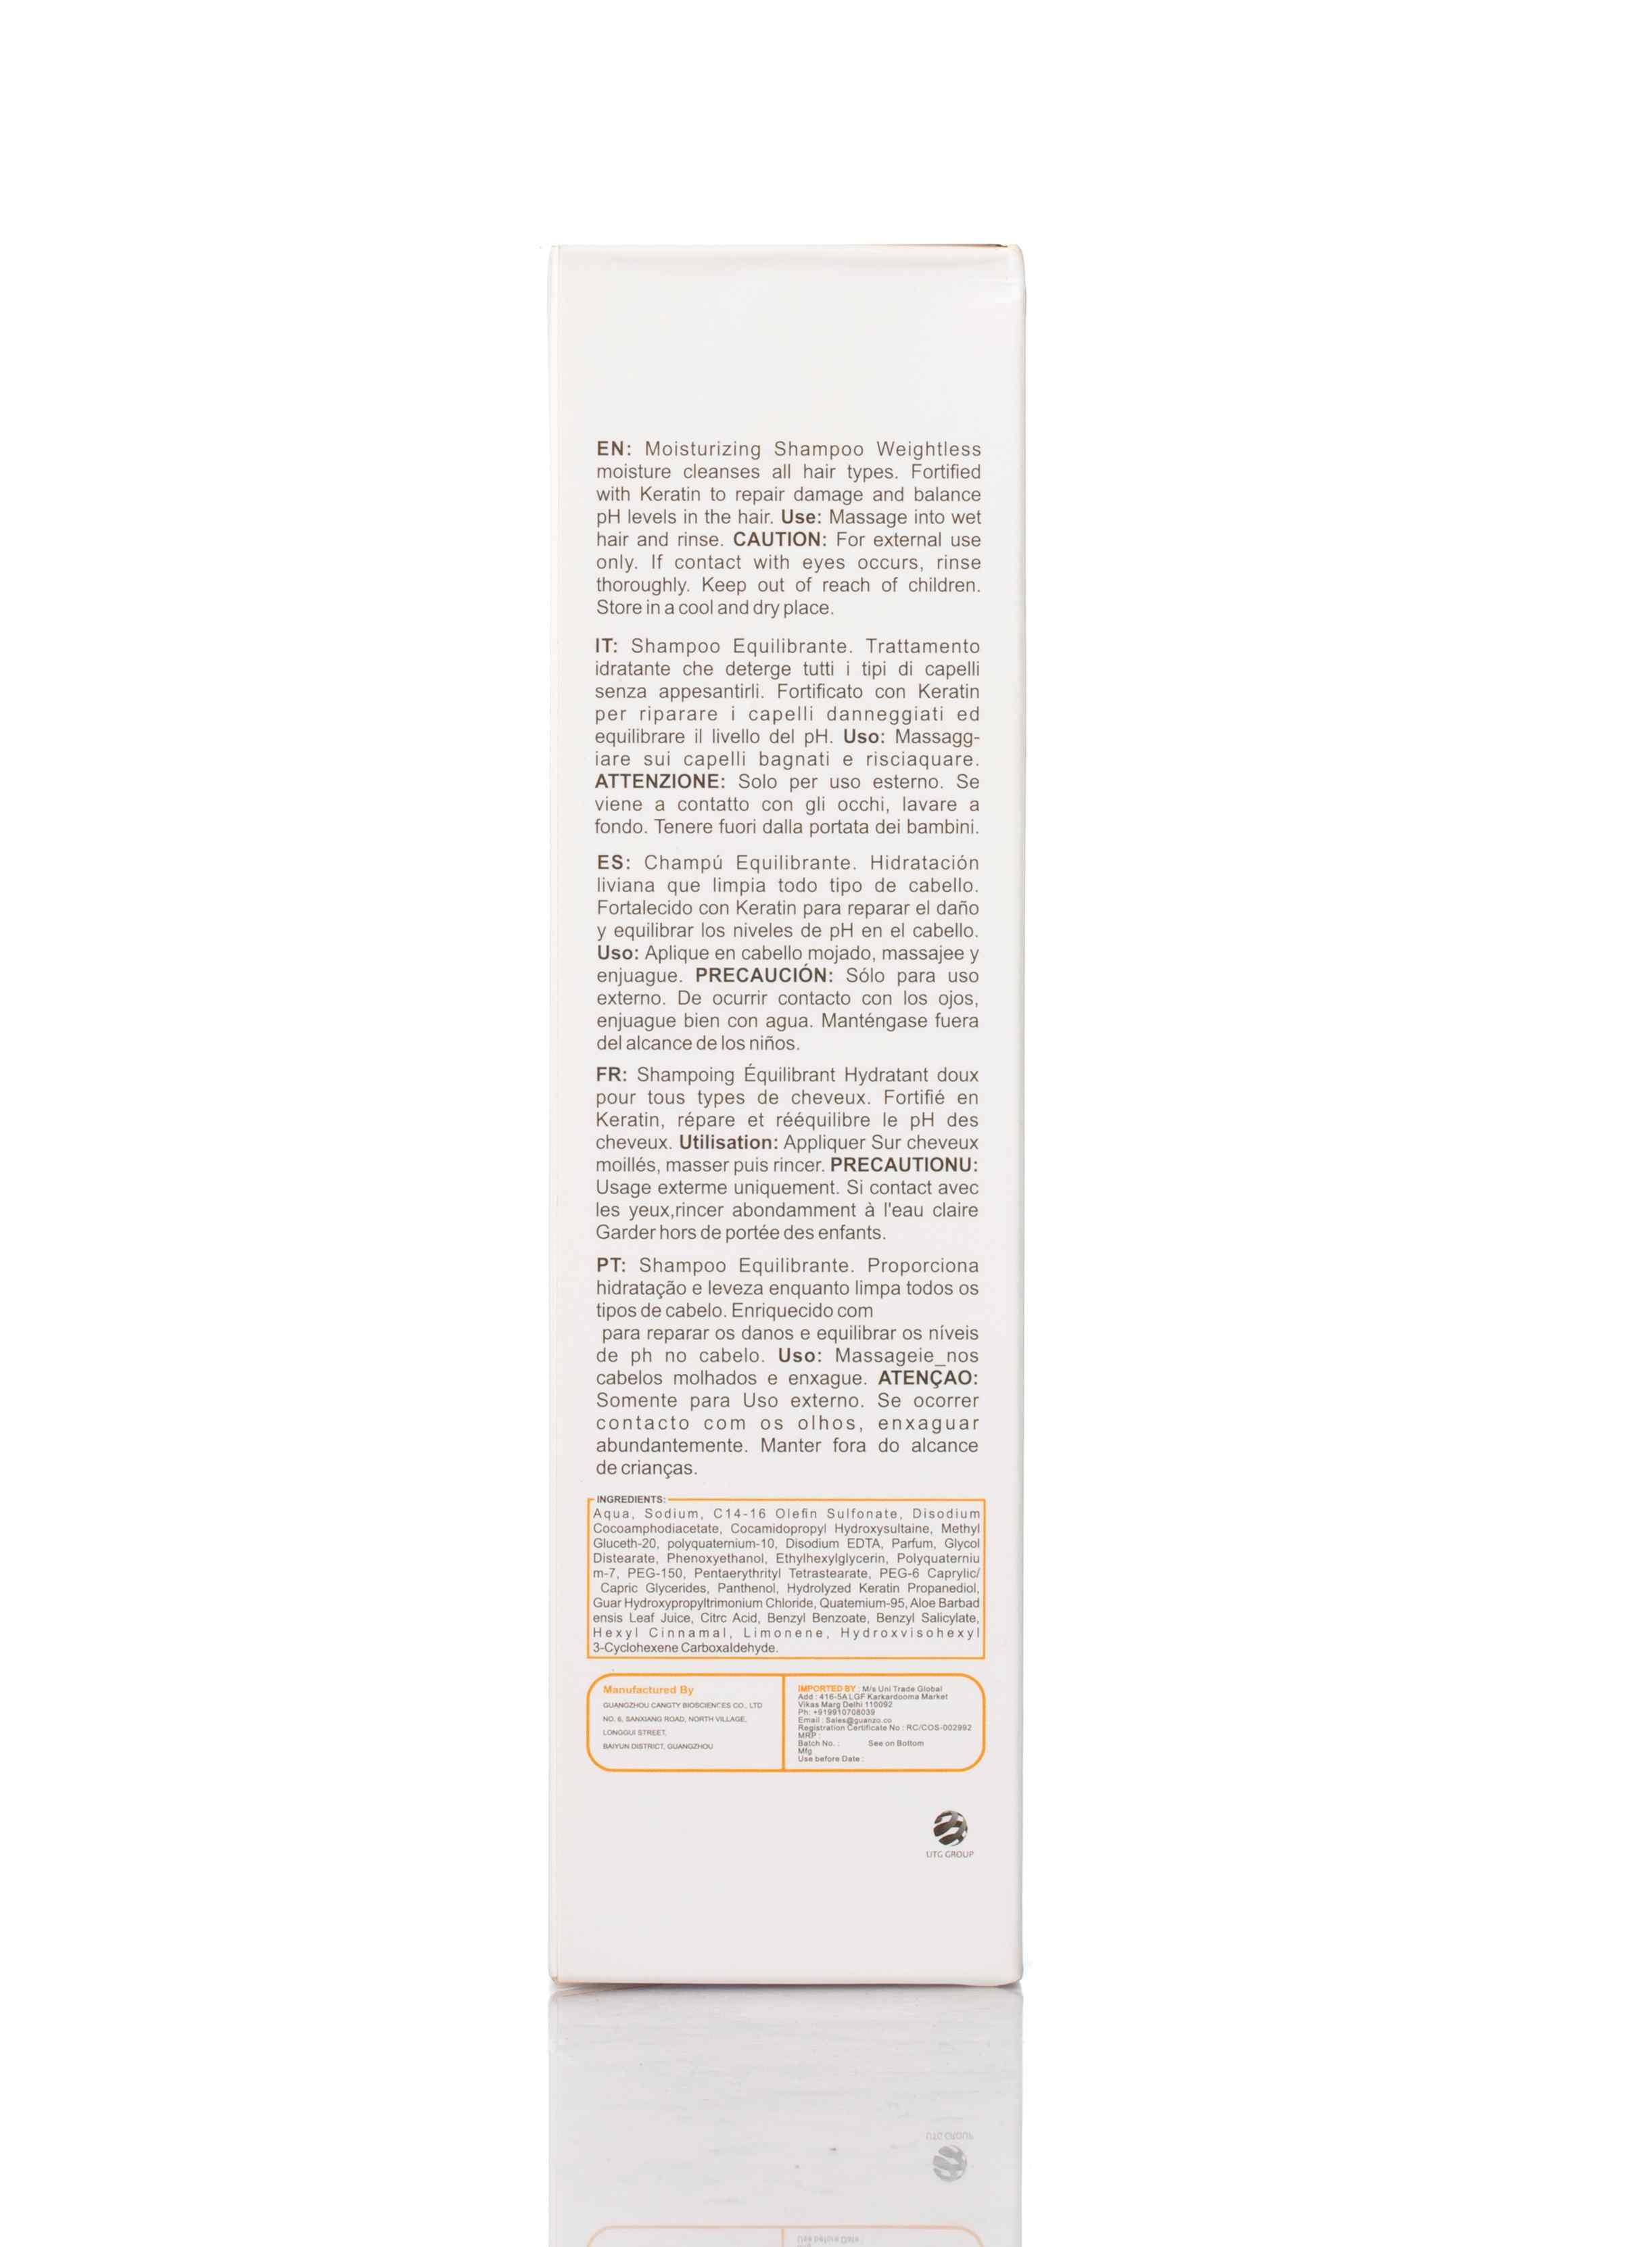 EN: Moisturizing Shampoo Weightless
moisture cleanses all hair types. Fortified
with Keratin to repair damage and balance
pH levels in the hair. Use: Massage into wet
hair and rinse. CAUTION: For external use
only. If contact with eyes occurs, rinse
thoroughly. Keep out of reach of children.
Store in a cool and dry place.
IT: Shampoo Equilibrante. Trattamento
idratante che deterge tutti i tipi di capelli
senza appesantirli. Fortificato con Keratin
per riparare i capelli danneggiati ed
equilibrare il livello del pH. Uso: Massagg-
iare sui capelli bagnati e risciaquare.
ATTENZIONE: Solo per uso esterno. Se
viene a contatto con gli occhi, lavare a
fondo. Tenere fuori dalla portata dei bambini.
ES: Champú Equilibrante. Hidratación
liviana que limpia todo tipo de cabello.
Fortalecido con Keratin para reparar el daño
y equilibrar los niveles de pH en el cabello.
Uso: Aplique en cabello mojado, massajee y
enjuague. PRECAUCIÓN: Sólo para uso
externo. De ocurrir contacto con los ojos,
enjuague bien con agua. Manténgase fuera
del alcance de los niños.
FR: Shampoing Équilibrant Hydratant doux
pour tous types de cheveux. Fortifié en
Keratin, répare et rééquilibre le pH des
cheveux. Utilisation: Appliquer Sur cheveux
moillés, masser puis rincer. PRECAUTIONU:
Usage exterme uniquement. Si contact avec
les yeux,rincer abondamment à l'eau claire
Garder hors de portée des enfants.
PT: Shampoo Equilibrante. Proporciona
hidratação e leveza enquanto limpa todos os
tipos de cabelo. Enriquecido com
para reparar os danos e equilibrar os níveis
de ph no cabelo. Uso: Massageie_nos
cabelos molhados e enxague. ATENÇAO:
Somente para Uso externo. Se ocorrer
contacto com os olhos, enxaguar
abundantemente. Manter fora do alcance
de crianças.
INGREDIENTS:
Aqua, Sodium, C14-16 Olefin Sulfonate, Disodium
Cocoamphodiacetate, Cocamidopropyl Hydroxysultaine, Methyl
Gluceth-20, polyquaternium-10, Disodium EDTA, Parfum, Glycol
Distearate, Phenoxyethanol, Ethylhexylglycerin, Polyquaterniu
m-7, PEG-150, Pentaerythrityl Tetrastearate, PEG-6 Caprylic/
Capric Glycerides, Panthenol, Hydrolyzed Keratin Propanediol,
Guar Hydroxypropyltrimonium Chloride, Quatemium-95, Aloe Barbad
ensis Leaf Juice, Citrc Acid, Benzyl Benzoate, Benzyl Salicylate,
Hexyl Cinnamal, Limonene, Hydroxvisohexyl
3-Cyclohexene Carboxaldehyde.
Manufactured By
GUANGZHOU CANGTY BIOSCIENCES CO., LTD
NO. 6, SANXIANG ROAD, NORTH VILLAGE,
LONGGUI STREET,
BAIYUN DISTRICT, GUANGZHOU
IMPORTED BY : M/s Uni Trade Global
Add : 416-5A LGF Karkardooma Market
Vikas Marg Delhi 110092
Ph: +919910708039
Email : Sales@guanzo.co
Registration Certificate No : RC/COS-002992
MRP :
Batch No. : See on Bottom
Mfg
Use before Date :
UTG GROUP